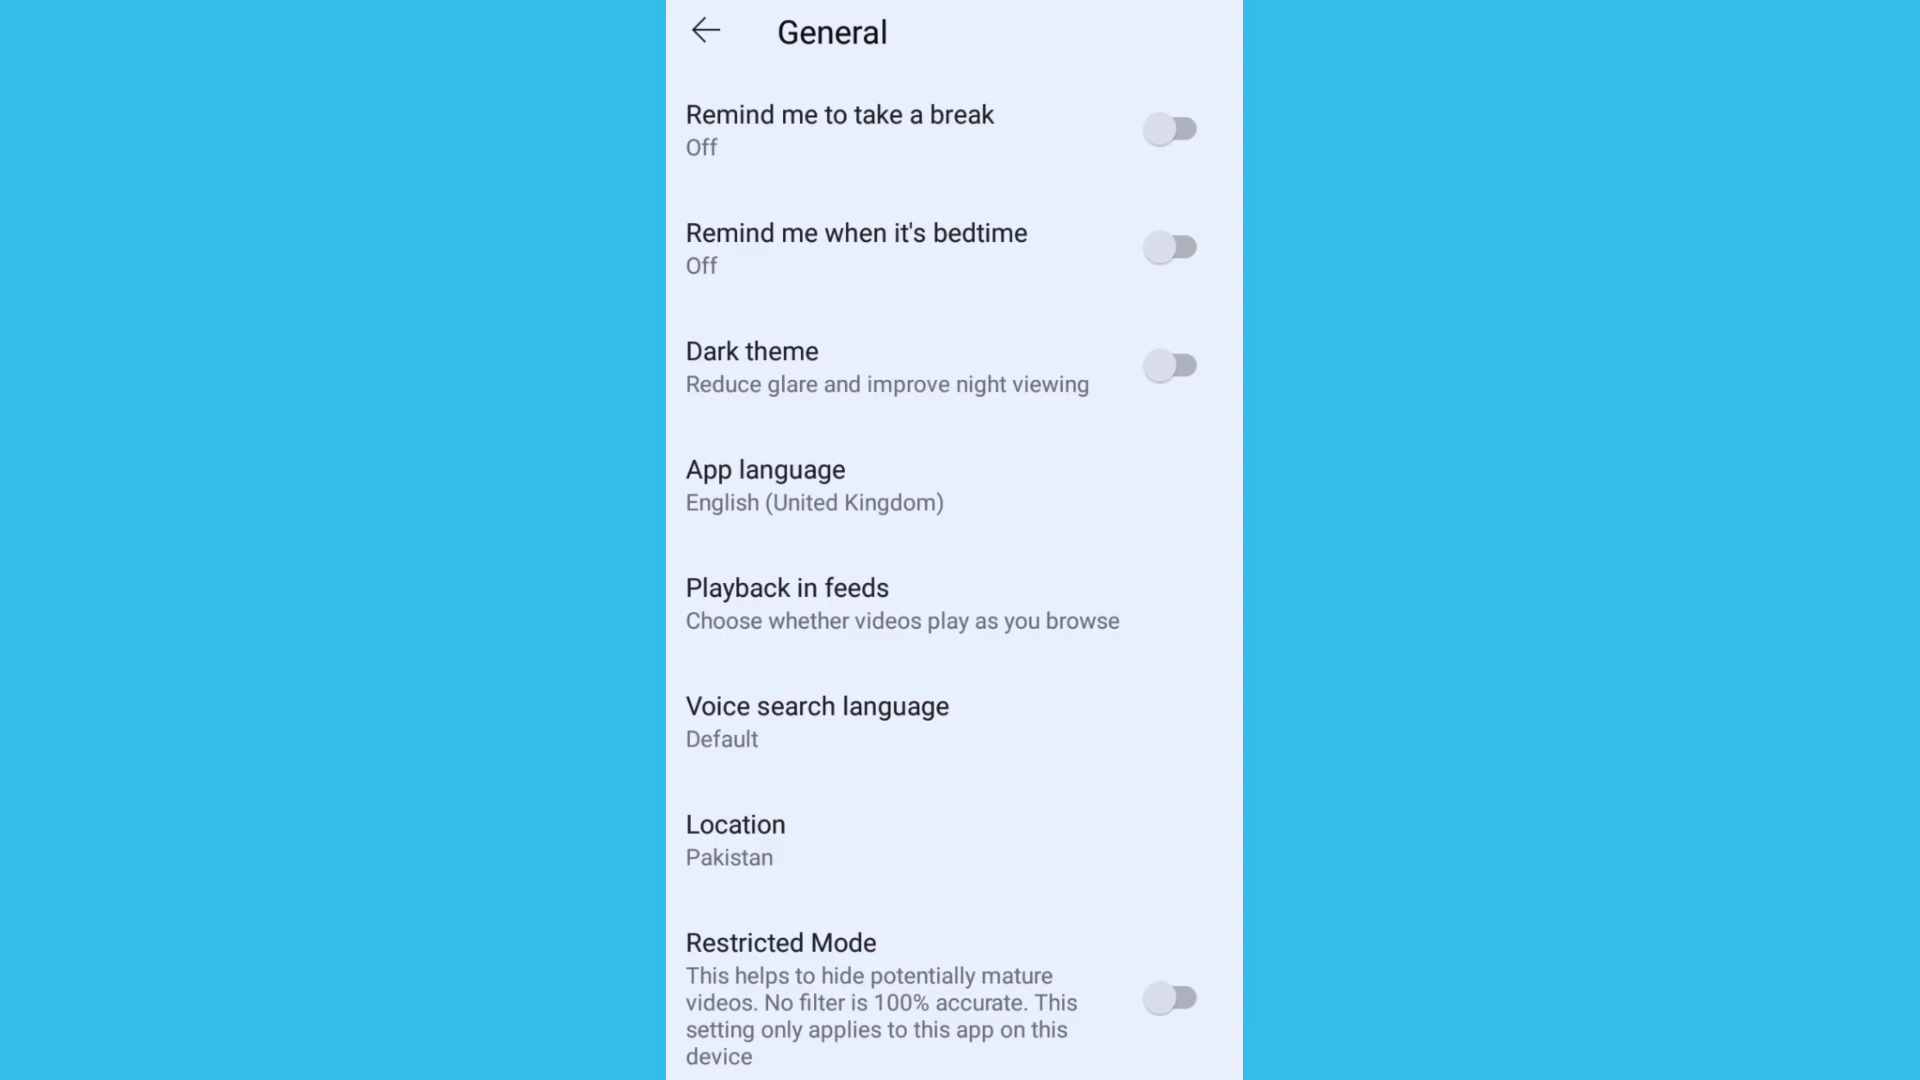 General
Remind me to take a break
Off
Remind me when it's bedtime
Off
Dark theme
Reduce glare and improve night viewing
App language
English (United Kingdom)
Playback in feeds
Choose whether videos play as you browse
Voice search language
Default
Location
Pakistan
Restricted Mode
This helps to hide potentially mature
videos. No filter is 100% accurate. This
setting only applies to this app on this
device